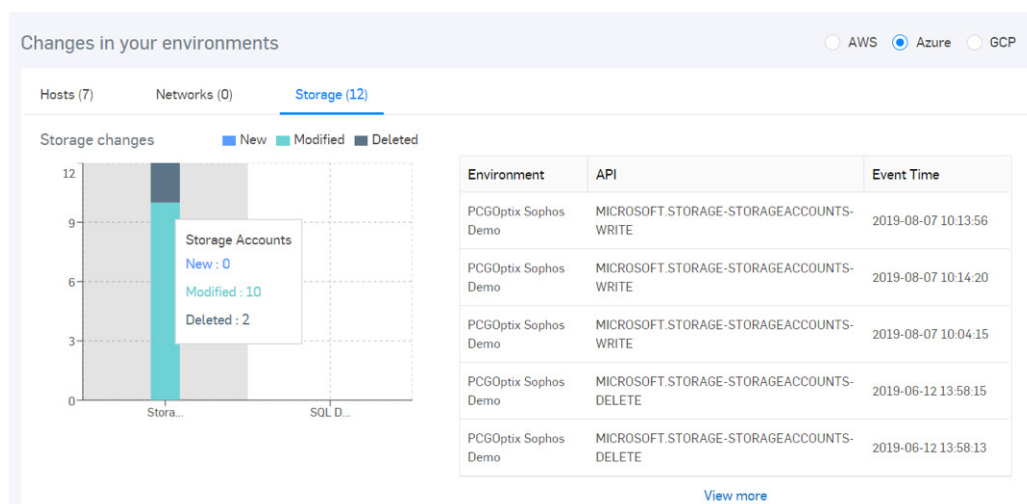 Changes in your environments
AWS Azure GCP
Hosts (7) Networks (0) Storage (12)
Storage changes New Modified Deleted
12
9
6
3
0
Stora... SQL D...
Storage Accounts
New : 0
Modified : 10
Deleted : 2
Environment API Event Time
PCGOptix Sophos
Demo
MICROSOFT.STORAGE-STORAGEACCOUNTS-
WRITE
2019-08-07 10:13:56
PCGOptix Sophos
Demo
MICROSOFT.STORAGE-STORAGEACCOUNTS-
WRITE
2019-08-07 10:14:20
PCGOptix Sophos
Demo
MICROSOFT.STORAGE-STORAGEACCOUNTS-
WRITE
2019-08-07 10:04:15
PCGOptix Sophos
Demo
MICROSOFT.STORAGE-STORAGEACCOUNTS-
DELETE
2019-06-12 13:58:15
PCGOptix Sophos
Demo
MICROSOFT.STORAGE-STORAGEACCOUNTS-
DELETE
2019-06-12 13:58:13
View more